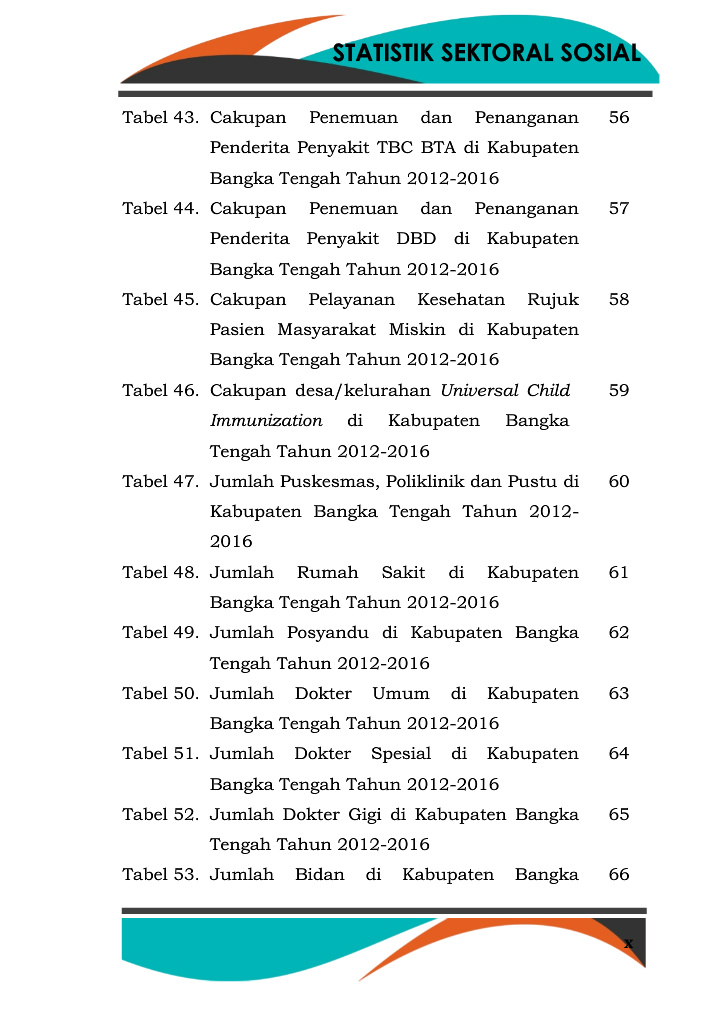 STATISTIK SEKTORAL SOSIAL
Tabel 43. Cakupan Penemuan dan Penanganan 56
Penderita Penyakit TBC BTA di Kabupaten
Bangka Tengah Tahun 2012-2016
Tabel 44. Cakupan Penemuan dan Penanganan 57
Penderita Penyakit DBD di Kabupaten
Bangka Tengah Tahun 2012-2016
Tabel 45. Cakupan Pelayanan Kesehatan Rujuk 58
Pasien Masyarakat Miskin di Kabupaten
Bangka Tengah Tahun 2012-2016
Tabel 46. Cakupan desa/kelurahan Universal Child 59
Immunization di Kabupaten Bangka
Tengah Tahun 2012-2016
Tabel 47. Jumlah Puskesmas, Poliklinik dan Pustu di 60
Kabupaten Bangka Tengah Tahun 2012-
2016
Tabel 48. Jumlah Rumah Sakit di Kabupaten 61
Bangka Tengah Tahun 2012-2016
Tabel 49. Jumlah Posyandu di Kabupaten Bangka 62
Tengah Tahun 2012-2016
Tabel 50. Jumlah Dokter Umum di Kabupaten 63
Bangka Tengah Tahun 2012-2016
Tabel 51. Jumlah Dokter Spesial di Kabupaten 64
Bangka Tengah Tahun 2012-2016
Tabel 52. Jumlah Dokter Gigi di Kabupaten Bangka 65
Tengah Tahun 2012-2016
Tabel 53. Jumlah Bidan di Kabupaten Bangka 66
x